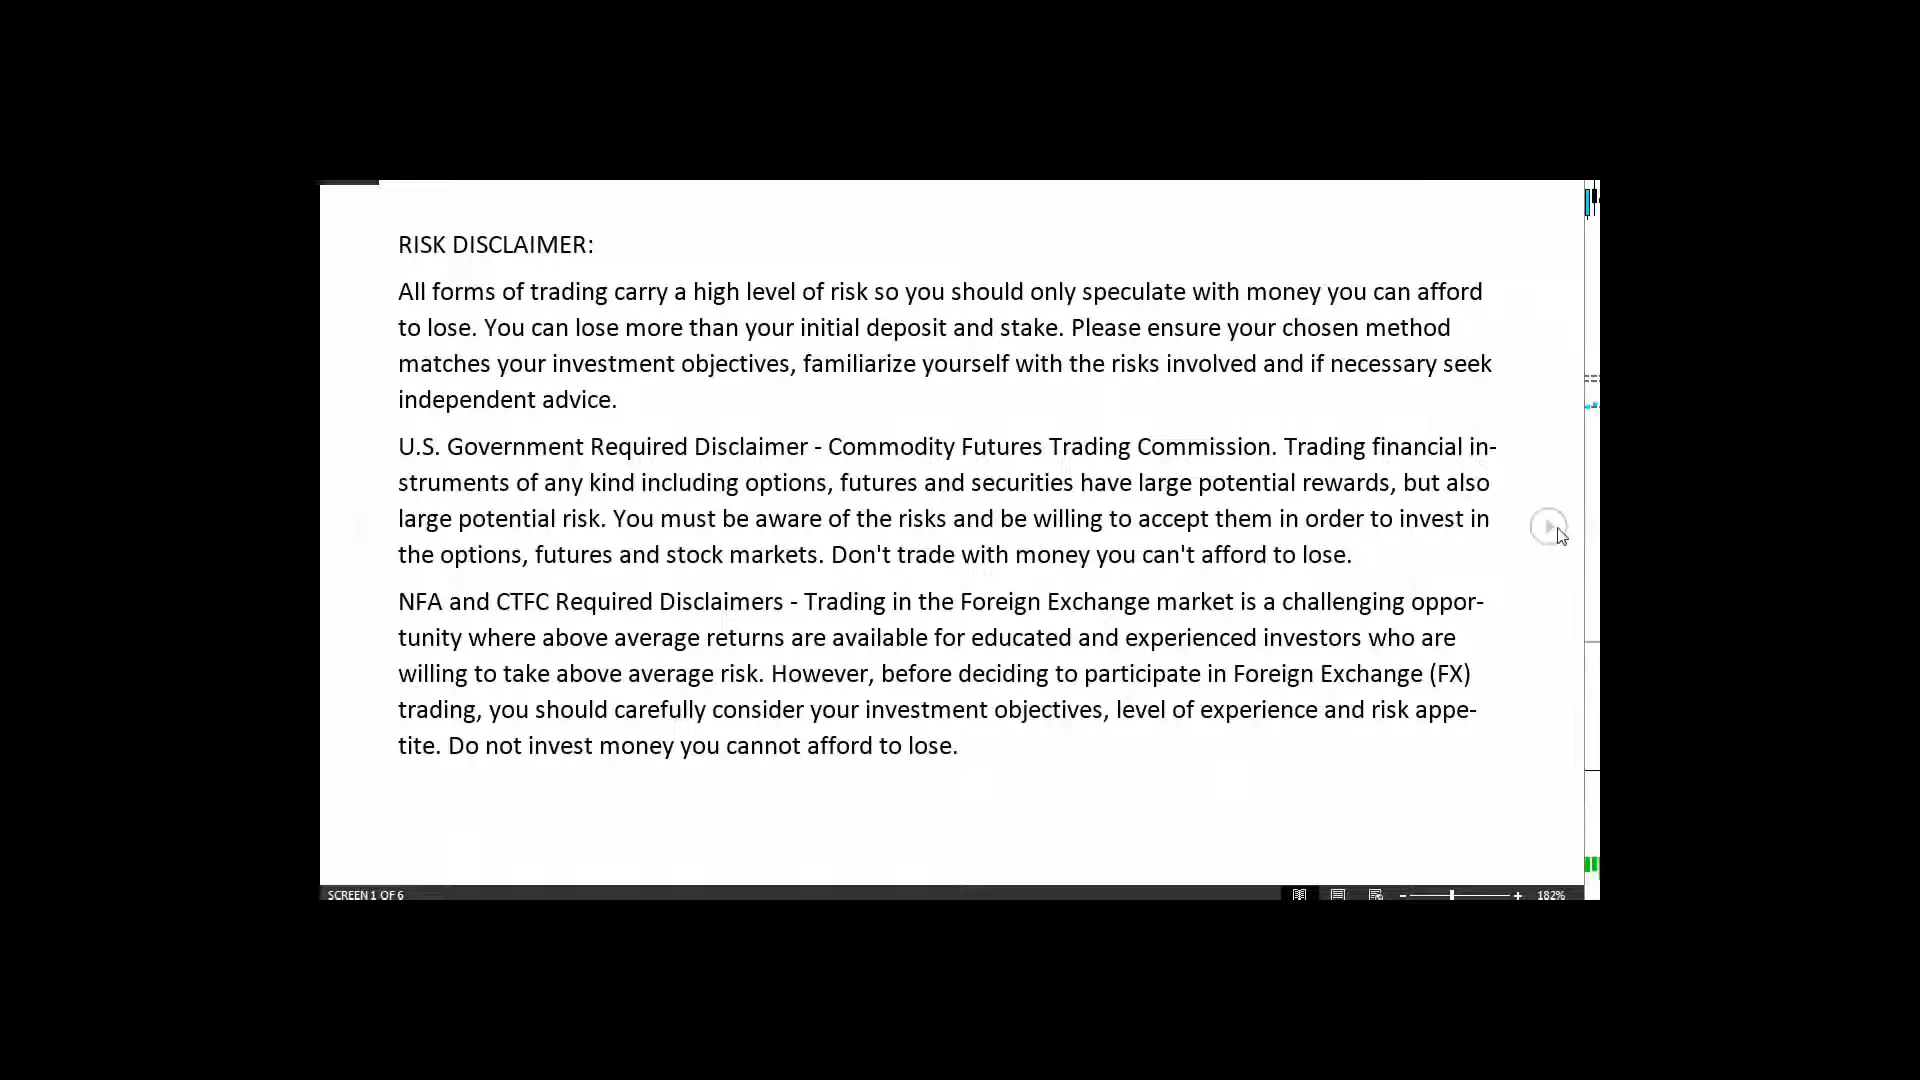 RISK DISCLAIMER:
All forms of trading carry a high level of risk so you should only speculate with money you can afford
to lose. You can lose more than your initial deposit and stake. Please ensure your chosen method
matches your investment objectives, familiarize yourself with the risks involved and if necessary seek
independent advice.
U.S. Government Required Disclaimer - Commodity Futures Trading Commission. Trading financial in-
struments of any kind including options, futures and securities have large potential rewards, but also
large potential risk. You must be aware of the risks and be willing to accept them in order to invest in
the options, futures and stock markets. Don't trade with money you can't afford to lose.
NFA and CTFC Required Disclaimers - Trading in the Foreign Exchange market is a challenging oppor-
tunity where above average returns are available for educated and experienced investors who are
willing to take above average risk. However, before deciding to participate in Foreign Exchange (FX)
trading, you should carefully consider your investment objectives, level of experience and risk appe-
tite. Do not invest money you cannot afford to lose.
SCREEN 1 OF 6
182%